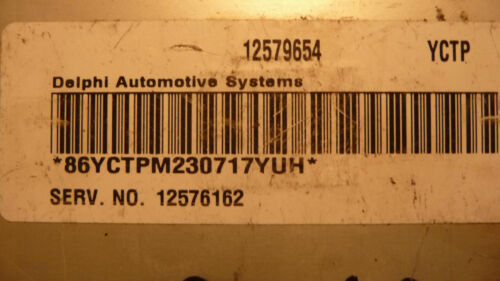 12579654 YCTP
Delphi Automotive Systems
*86YCTPM230717YUH*
SERV. NO. 12576162